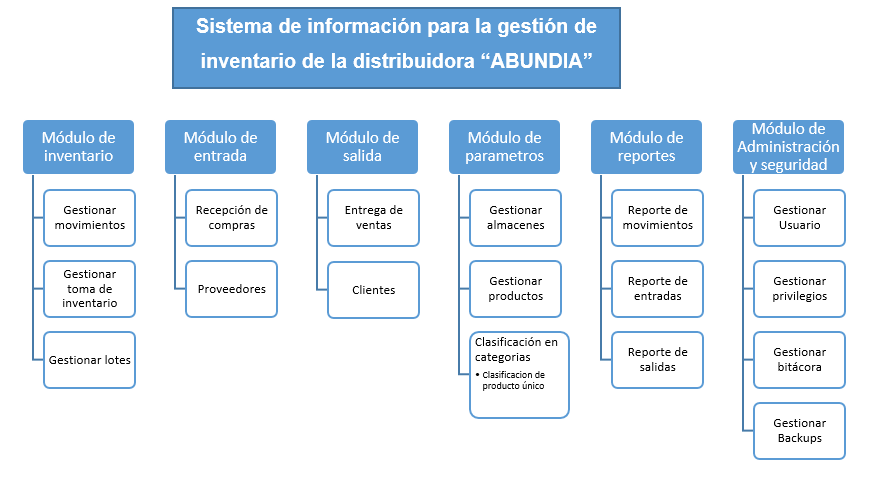 Sistema de información para la gestión de
inventario de la distribuidora “ABUNDIA”
Módulo de
inventario
Gestionar
movimientos
Gestionar
toma de
inventario
Gestionar lotes
Módulo de
entrada
Recepción de
compras
Proveedores
Módulo de
salida
Entrega de
ventas
Clientes
Módulo de
parametros
Gestionar
almacenes
Gestionar
productos
Clasificación en
categorias
• Clasificacion de
producto único
Módulo de
reportes
Reporte de
movimientos
Reporte de
entradas
Reporte de
salidas
Módulo de
Administración
y seguridad
Gestionar
Usuario
Gestionar
privilegios
Gestionar
bitácora
Gestionar
Backups